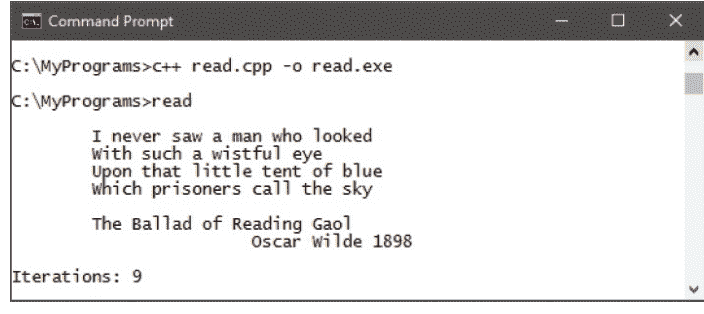 Command Prompt
C:\MyPrograms>c++ read.cpp -o read.exe
C:\MyPrograms>read
I never saw a man who looked
With such a wistful eye
Upon that little tent of blue
Which prisoners call the sky
The Ballad of Reading Gaol
Oscar Wilde 1898
Iterations: 9